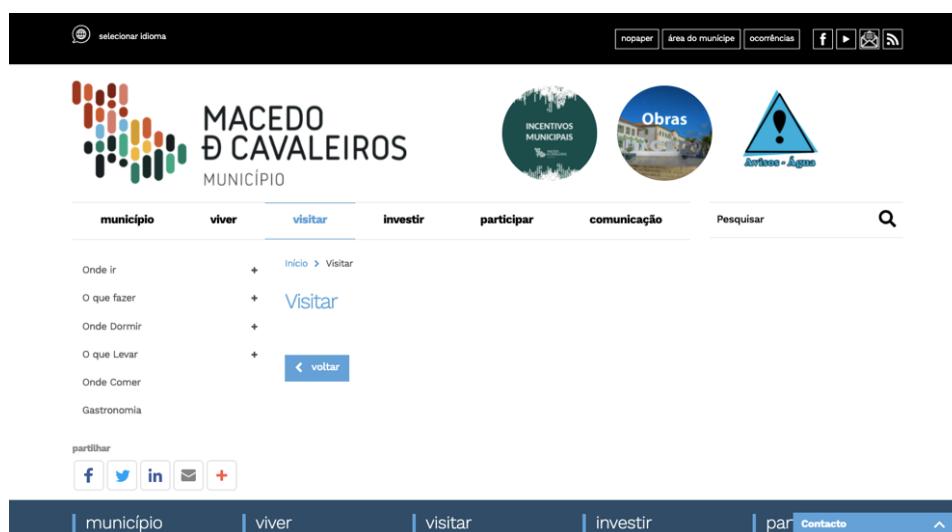 selecionar idioma
nopaper
área do munícipe
ocorrências
MACEDO
Đ CAVALEIROS
MUNICÍPIO
INCENTIVOS
MUNICIPAIS
Obras
Avisos - Água
município
viver
visitar
investir
participar
comunicação
Pesquisar
Onde ir
O que fazer
Onde Dormir
O que Levar
Onde Comer
Gastronomia
Início > Visitar
Visitar
voltar
partilhar
município
viver
visitar
investir
par
Contacto